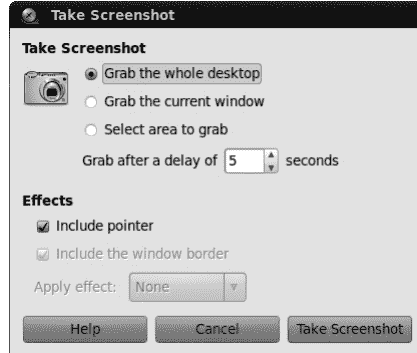 Take Screenshot
Take Screenshot
Grab the whole desktop
Grab the current window
Select area to grab
Grab after a delay of 5 seconds
Effects
Include pointer
Include the window border
Apply effect: None
Help Cancel Take Screenshot